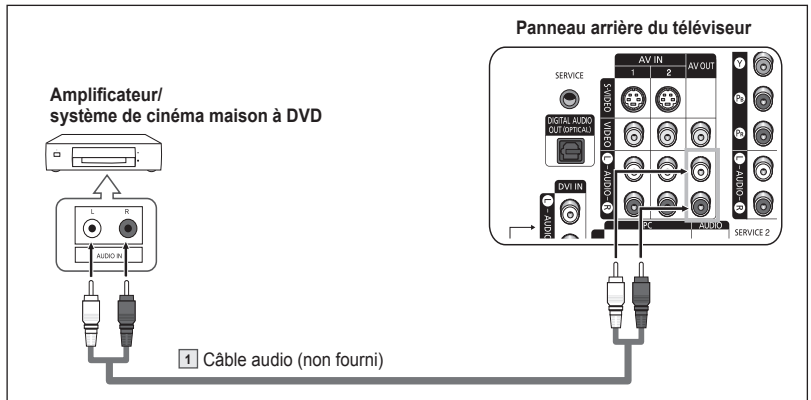 Panneau arrière du téléviseur
Amplificateur/
système de cinéma maison à DVD
SERVICE
AV IN
1
2
AV OUT
S-VIDEO
VIDEO
L-AUDIO-R
DIGITAL AUDIO
OUT (OPTICAL)
DVI IN
L-AUDIO
PC
AUDIO
SERVICE 2
Y
PB
PR
L-AUDIO-R
L
R
AUDIO IN
1 Câble audio (non fourni)